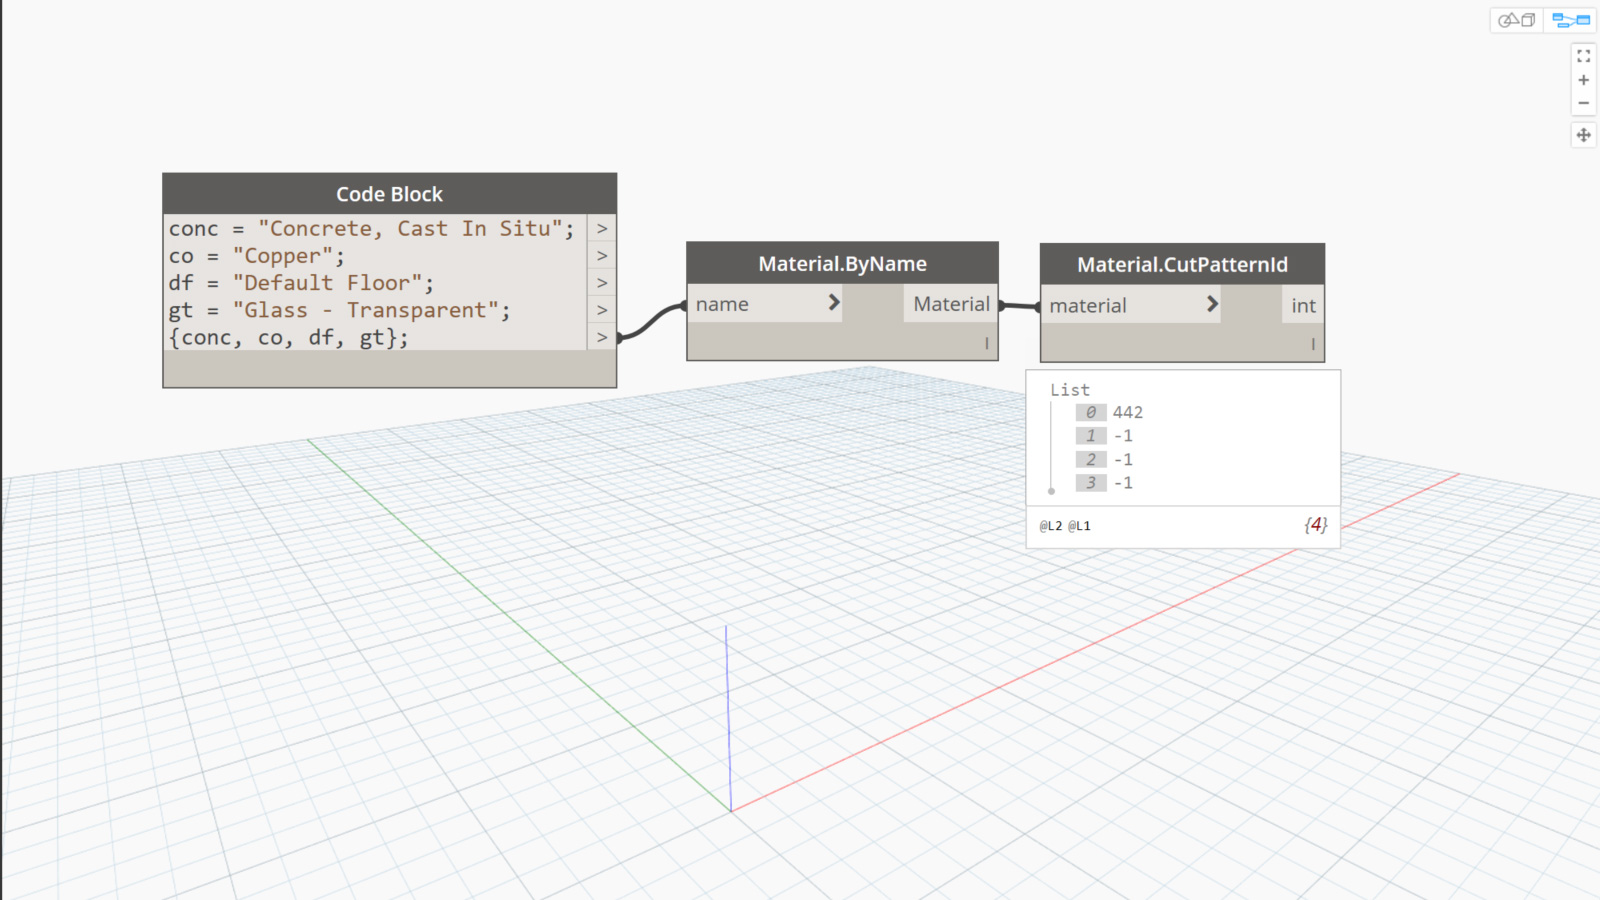 Code Block
conc = "Concrete, Cast In Situ";
co = "Copper";
df = "Default Floor";
gt = "Glass - Transparent";
{conc, co, df, gt};
>
>
>
>
>
Material.ByName
name >
Material
l
Material.CutPatternId
material >
int
l
List
0 442
1 -1
2 -1
3 -1
@L2 @L1
{4}